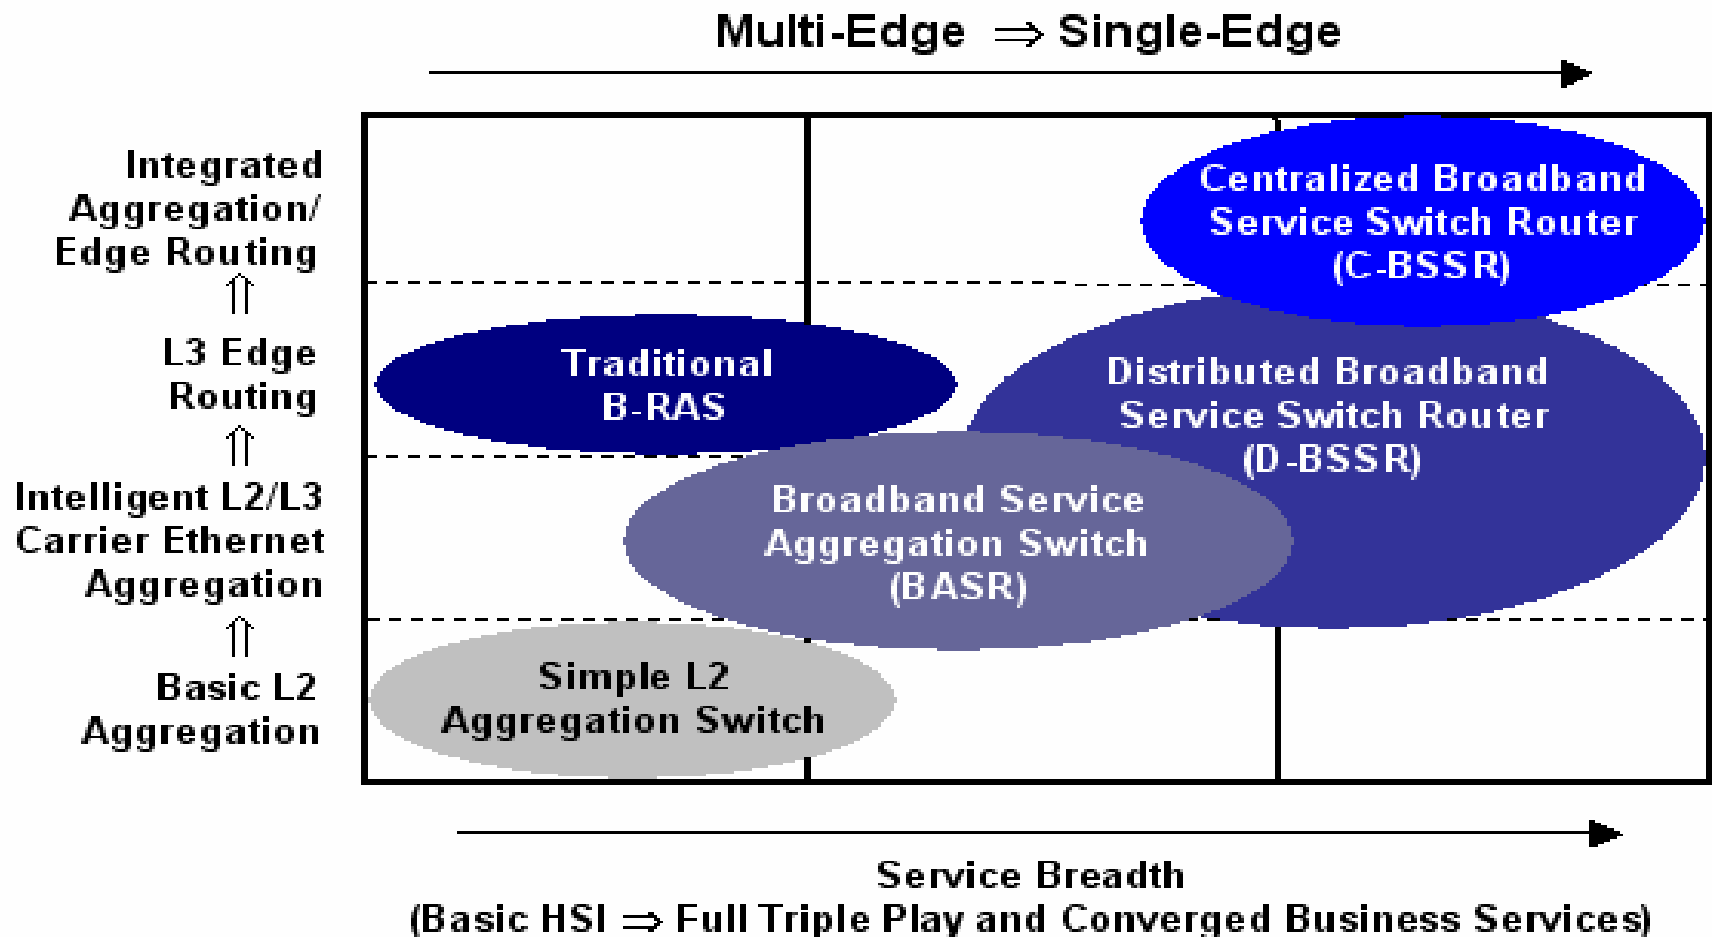 Multi-Edge ⇒ Single-Edge
Integrated
Aggregation/
Edge Routing
⇑
L3 Edge
Routing
⇑
Intelligent L2/L3
Carrier Ethernet
Aggregation
⇑
Basic L2
Aggregation
Centralized Broadband
Service Switch Router
(C-BSSR)
Traditional
B-RAS
Distributed Broadband
Service Switch Router
(D-BSSR)
Broadband Service
Aggregation Switch
(BASR)
Simple L2
Aggregation Switch
Service Breadth
(Basic HSI ⇒ Full Triple Play and Converged Business Services)